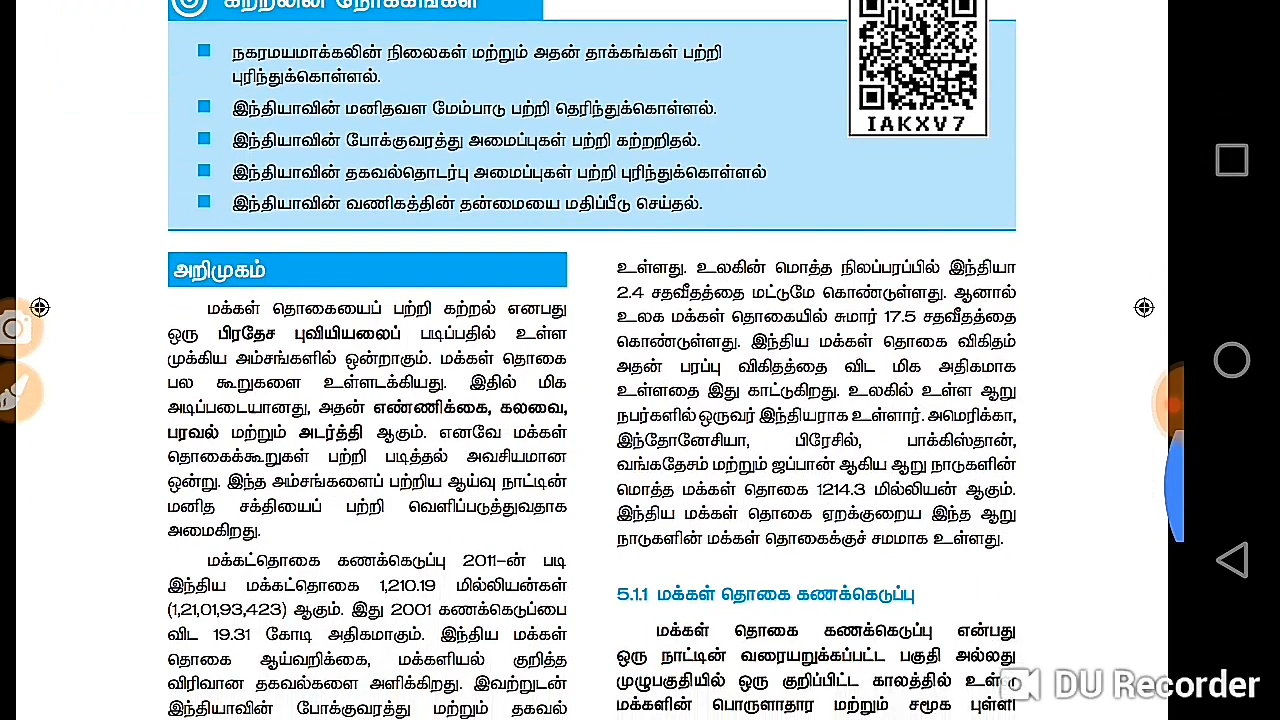 கற்றலின் நோக்கங்கள்
நகரமயமாக்கலின் நிலைகள் மற்றும் அதன் தாக்கங்கள் பற்றி
புரிந்துக்கொள்ளல்.
இந்தியாவின் மனிதவள மேம்பாடு பற்றி தெரிந்துக்கொள்ளல்.
இந்தியாவின் போக்குவரத்து அமைப்புகள் பற்றி கற்றறிதல்.
இந்தியாவின் தகவல்தொடர்பு அமைப்புகள் பற்றி புரிந்துக்கொள்ளல்
இந்தியாவின் வணிகத்தின் தன்மையை மதிப்பீடு செய்தல்.
IAKXV7
அறிமுகம்
மக்கள் தொகையைப் பற்றி கற்றல் எனபது
ஒரு பிரதேச புவியியலைப் படிப்பதில் உள்ள
முக்கிய அம்சங்களில் ஒன்றாகும். மக்கள் தொகை
பல கூறுகளை உள்ளடக்கியது. இதில் மிக
அடிப்படையானது, அதன் எண்ணிக்கை, கலவை,
பரவல் மற்றும் அடர்த்தி ஆகும். எனவே மக்கள்
தொகைக்கூறுகள் பற்றி படித்தல் அவசியமான
ஒன்று. இந்த அம்சங்களைப் பற்றிய ஆய்வு நாட்டின்
மனித சக்தியைப் பற்றி வெளிப்படுத்துவதாக
அமைகிறது.
மக்கட்தொகை கணக்கெடுப்பு 2011-ன் படி
இந்திய மக்கட்தொகை 1,210.19 மில்லியன்கள்
(1,21,01,93,423) ஆகும். இது 2001 கணக்கெடுப்பை
விட 19.31 கோடி அதிகமாகும். இந்திய மக்கள்
தொகை ஆய்வறிக்கை, மக்களியல் குறித்த
விரிவான தகவல்களை அளிக்கிறது. இவற்றுடன்
இந்தியாவின் போக்குவரத்து மற்றும் தகவல்
உள்ளது. உலகின் மொத்த நிலப்பரப்பில் இந்தியா
2.4 சதவீதத்தை மட்டுமே கொண்டுள்ளது. ஆனால்
உலக மக்கள் தொகையில் சுமார் 17.5 சதவீதத்தை
கொண்டுள்ளது. இந்திய மக்கள் தொகை விகிதம்
அதன் பரப்பு விகிதத்தை விட மிக அதிகமாக
உள்ளதை இது காட்டுகிறது. உலகில் உள்ள ஆறு
நபர்களில் ஒருவர் இந்தியராக உள்ளார். அமெரிக்கா,
இந்தோனேசியா, பிரேசில், பாக்கிஸ்தான்,
வங்கதேசம் மற்றும் ஜப்பான் ஆகிய ஆறு நாடுகளின்
மொத்த மக்கள் தொகை 1214.3 மில்லியன் ஆகும்.
இந்திய மக்கள் தொகை ஏறக்குறைய இந்த ஆறு
நாடுகளின் மக்கள் தொகைக்குச் சமமாக உள்ளது.
5.1.1 மக்கள் தொகை கணக்கெடுப்பு
மக்கள் தொகை கணக்கெடுப்பு என்பது
ஒரு நாட்டின் வரையறுக்கப்பட்ட பகுதி அல்லது
முழுபகுதியில் ஒரு குறிப்பிட்ட காலத்தில் உள்ள
மக்களின் பொருளாதார மற்றும் சமூக புள்ளி
DU Recorder